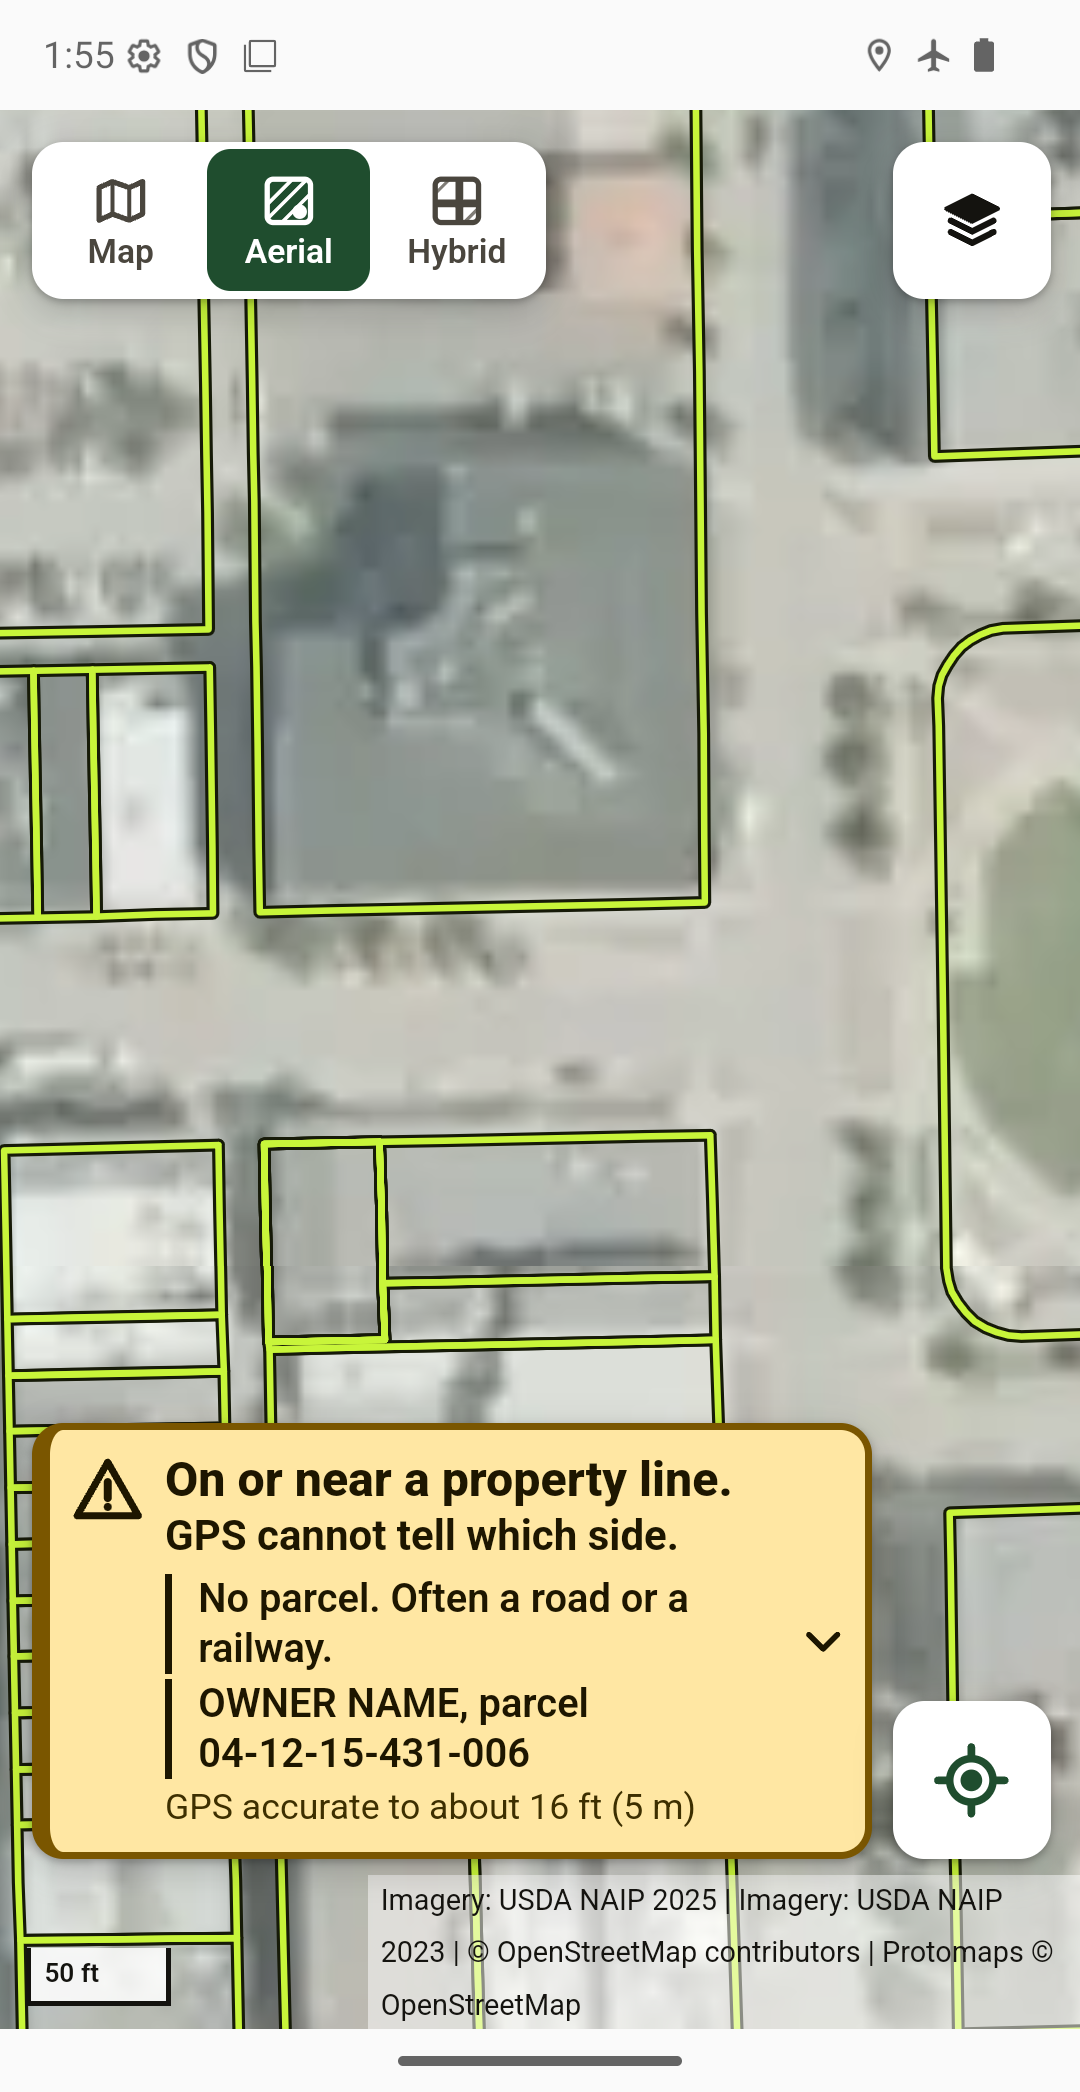 1:55
Map
Aerial
Hybrid
On or near a property line.
GPS cannot tell which side.
No parcel. Often a road or a
railway.
OWNER NAME, parcel
04-12-15-431-006
GPS accurate to about 16 ft (5 m)
Imagery: USDA NAIP 2025 | Imagery: USDA NAIP
2023 | © OpenStreetMap contributors | Protomaps ©
OpenStreetMap
50 ft